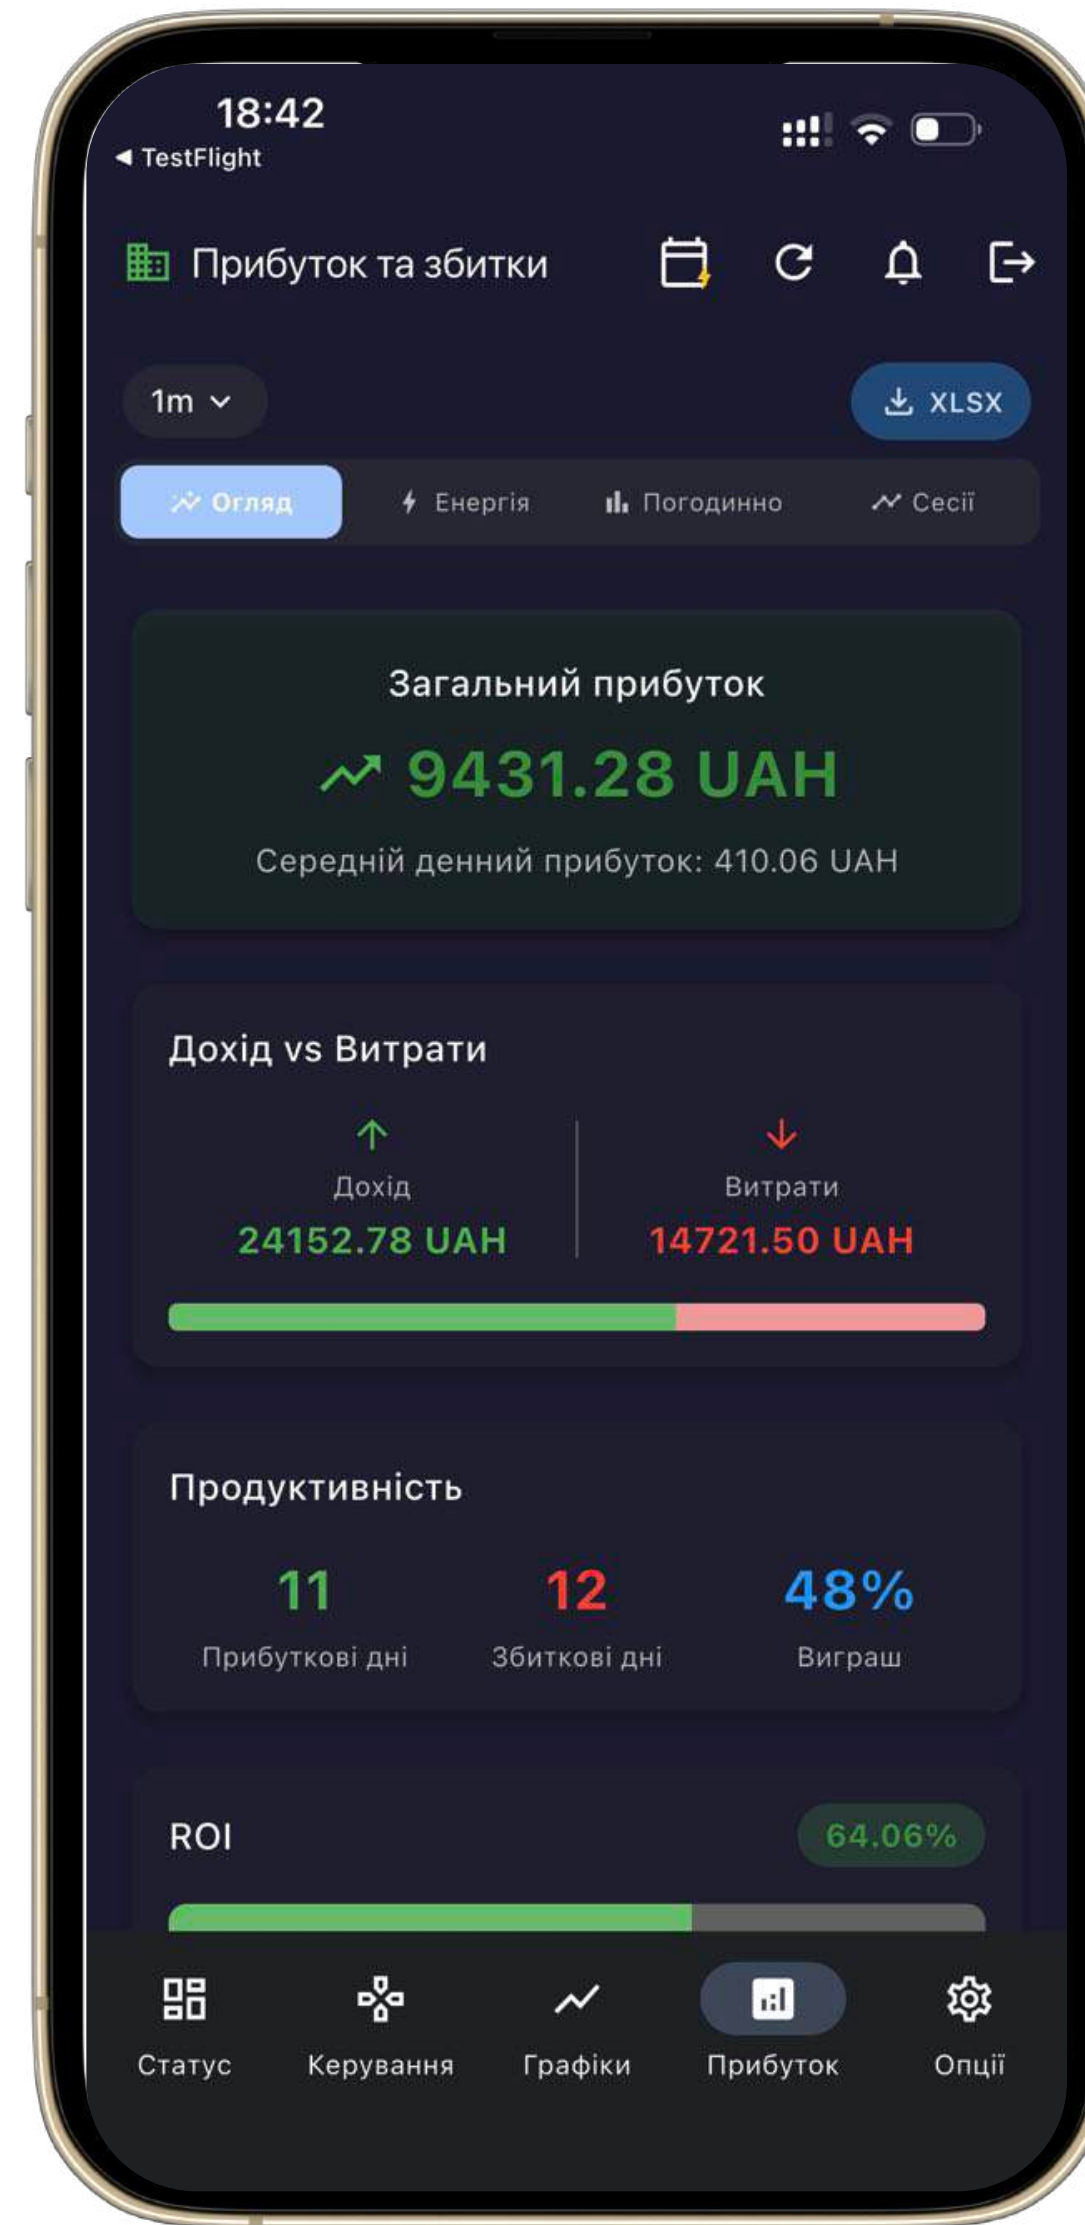 18:42
◀ TestFlight
Прибуток та збитки
1m
XLSX
Огляд
Енергія
Погодинно
Сесії
Загальний прибуток
9431.28 UAH
Середній денний прибуток: 410.06 UAH
Дохід vs Витрати
Дохід
Витрати
24152.78 UAH
14721.50 UAH
Продуктивність
11
12
48%
Прибуткові дні
Збиткові дні
Виграш
ROI
64.06%
Статус
Керування
Графіки
Прибуток
Опції